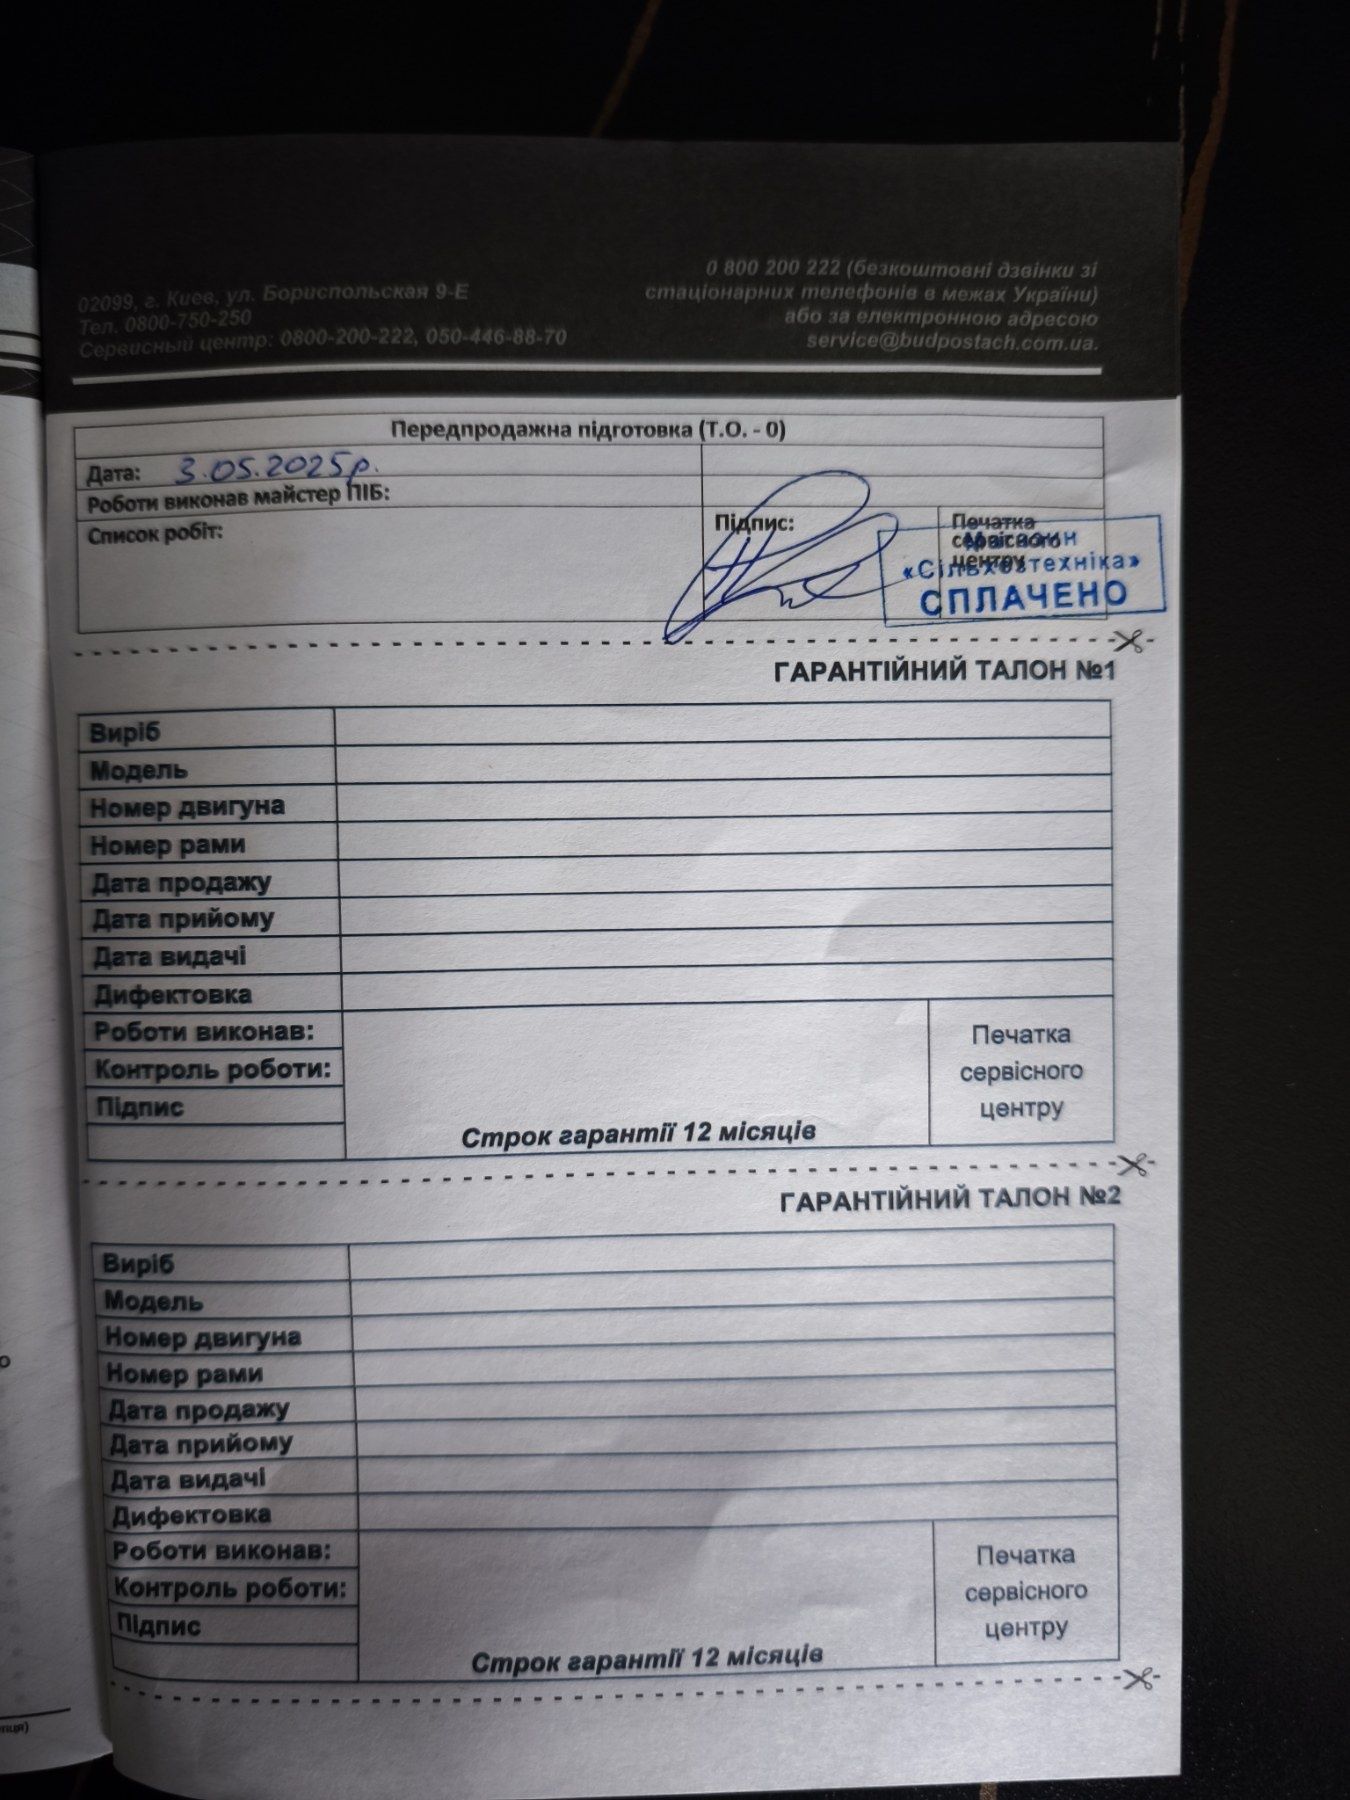 02099, г. Киев, ул. Бориспольская 9-Е
Тел. 0800-750-250
Сервисный центр: 0800-200-222, 050-446-88-70
0 800 200 222 (безкоштовні дзвінки зі
стаціонарних телефонів в межах України)
або за електронною адресою
service@budpostach.com.ua.
Передпродажна підготовка (Т.О. - 0)
Дата: 3.05.2025р.
Роботи виконав майстер ПІБ:
Список робіт:
Підпис:
Печатка
сервісного
центру
Магазин
«Сільхозтехніка»
СПЛАЧЕНО
ГАРАНТІЙНИЙ ТАЛОН №1
Виріб
Модель
Номер двигуна
Номер рами
Дата продажу
Дата прийому
Дата видачі
Дифектовка
Роботи виконав:
Контроль роботи:
Підпис
Строк гарантії 12 місяців
Печатка
сервісного
центру
ГАРАНТІЙНИЙ ТАЛОН №2
Виріб
Модель
Номер двигуна
Номер рами
Дата продажу
Дата прийому
Дата видачі
Дифектовка
Роботи виконав:
Контроль роботи:
Підпис
Строк гарантії 12 місяців
Печатка
сервісного
центру